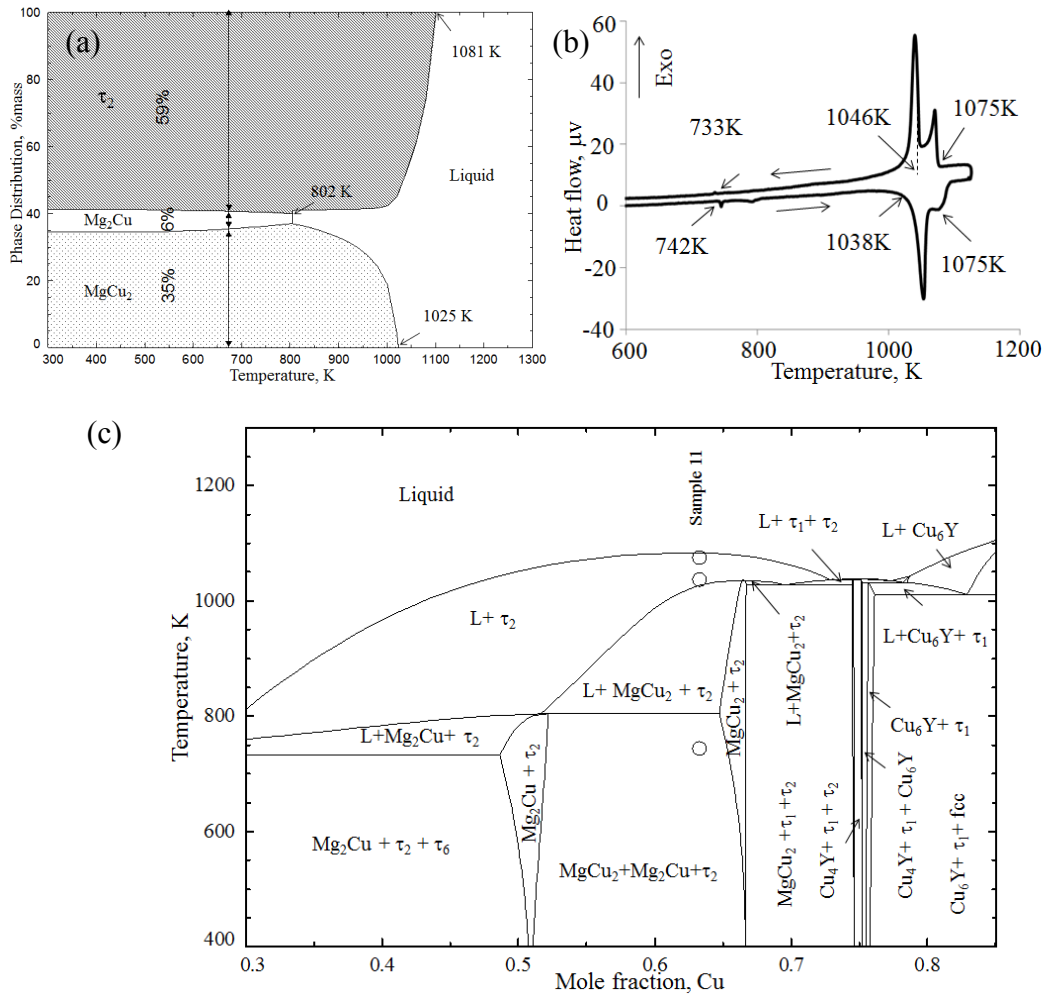 (a)
100
80
60
40
20
0
Phase Distribution, %mass
τ2
59%
Mg2Cu
6%
MgCu2
35%
1081 K
Liquid
802 K
1025 K
300 400 500 600 700 800 900 1000 1100 1200 1300
Temperature, K
(b)
60
40
20
0
-20
-40
Heat flow, μv
Exo
733K
1046K
1075K
742K
1038K
1075K
600 800 1000 1200
Temperature, K
(c)
1200
1000
800
600
400
Temperature, K
Liquid
Sample 11
L+ τ1+ τ2
L+ Cu6Y
L+ τ2
L+Cu6Y+ τ1
L+ MgCu2 + τ2
MgCu2 + τ2
L+MgCu2+τ2
Cu6Y+ τ1
L+Mg2Cu+ τ2
Mg2Cu + τ2
Mg2Cu + τ2 + τ6
MgCu2+Mg2Cu+τ2
MgCu2 +τ1 +τ2
Cu4Y+ τ1 + τ2
Cu4Y+ τ1 + Cu6Y
Cu6Y+ τ1+ fcc
0.3 0.4 0.5 0.6 0.7 0.8
Mole fraction, Cu